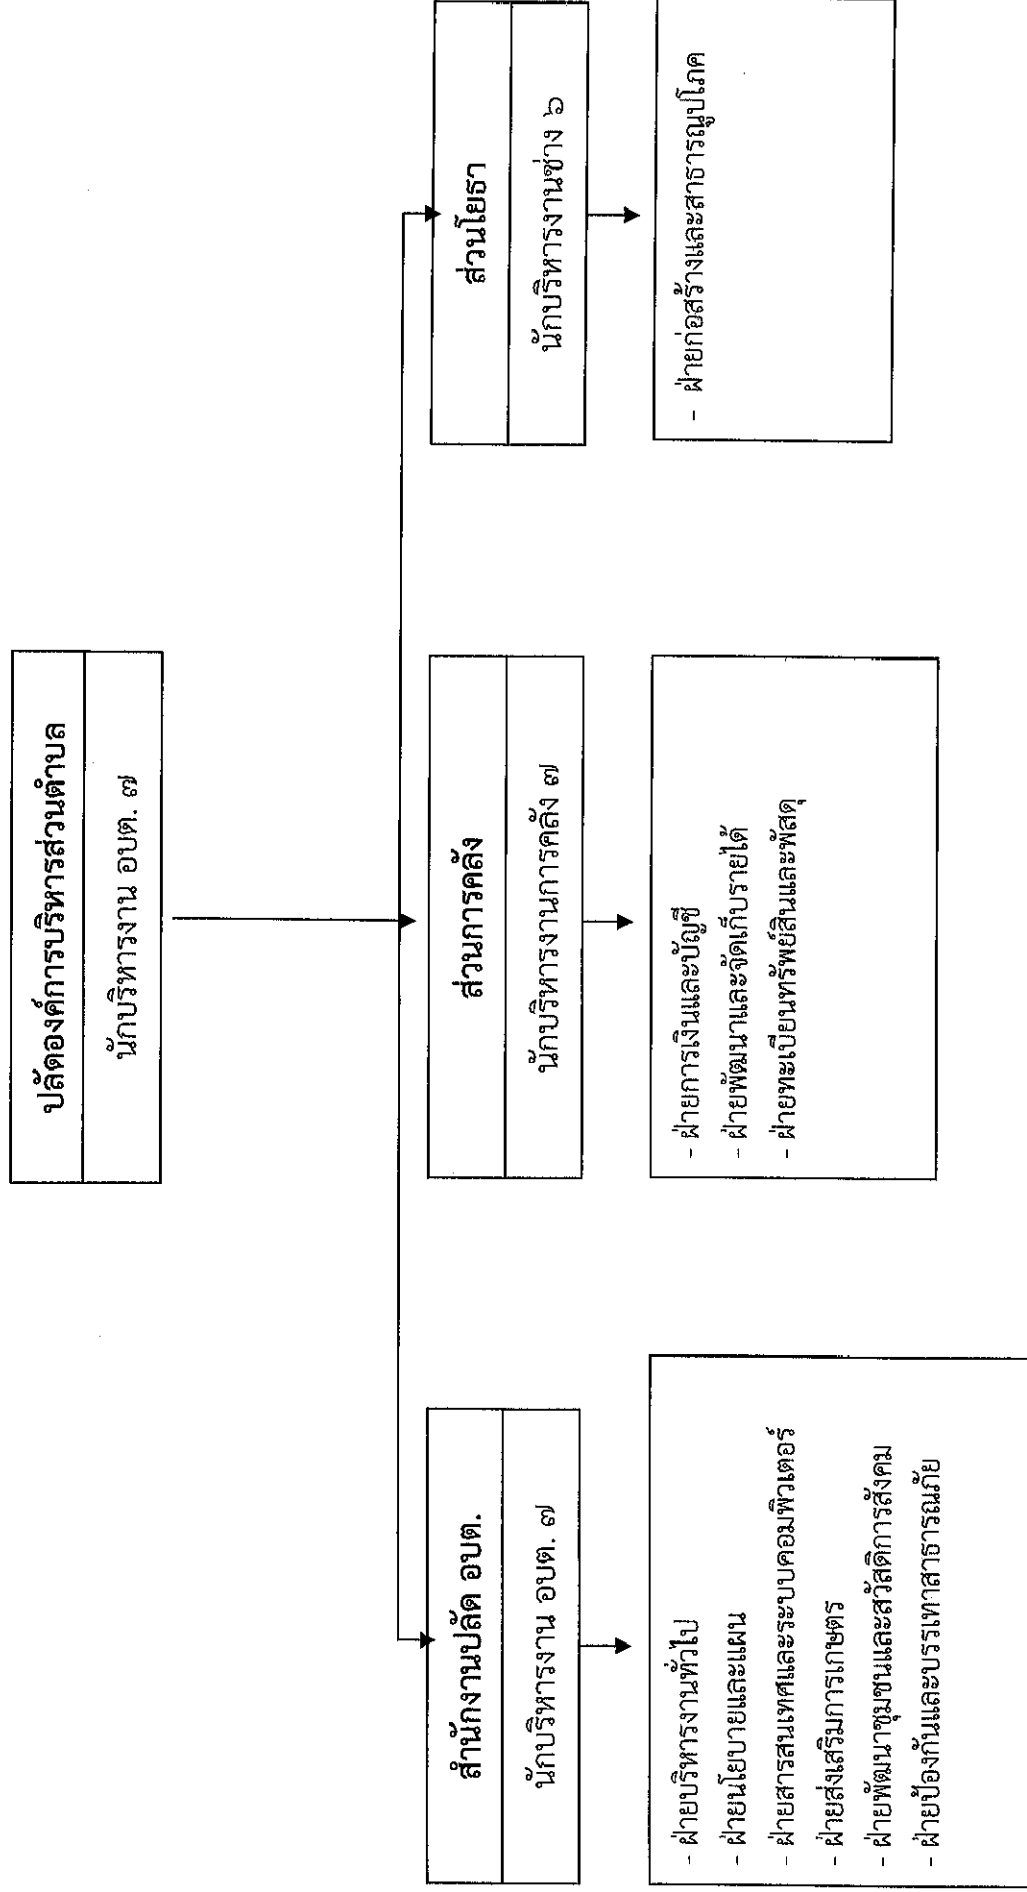 ปลัดองค์การบริหารส่วนตำบล
นักบริหารงาน อบต. ๗
สำนักงานปลัด อบต.
นักบริหารงาน อบต. ๗
- ฝ่ายบริหารงานทั่วไป
- ฝ่ายนโยบายและแผน
- ฝ่ายสารสนเทศและระบบคอมพิวเตอร์
- ฝ่ายส่งเสริมการเกษตร
- ฝ่ายพัฒนาชุมชนและสวัสดิการสังคม
- ฝ่ายป้องกันและบรรเทาสาธารณภัย
ส่วนการคลัง
นักบริหารงานการคลัง ๗
- ฝ่ายการเงินและบัญชี
- ฝ่ายพัฒนาและจัดเก็บรายได้
- ฝ่ายทะเบียนทรัพย์สินและพัสดุ
ส่วนโยธา
นักบริหารงานช่าง ๖
- ฝ่ายก่อสร้างและสาธารณูปโภค